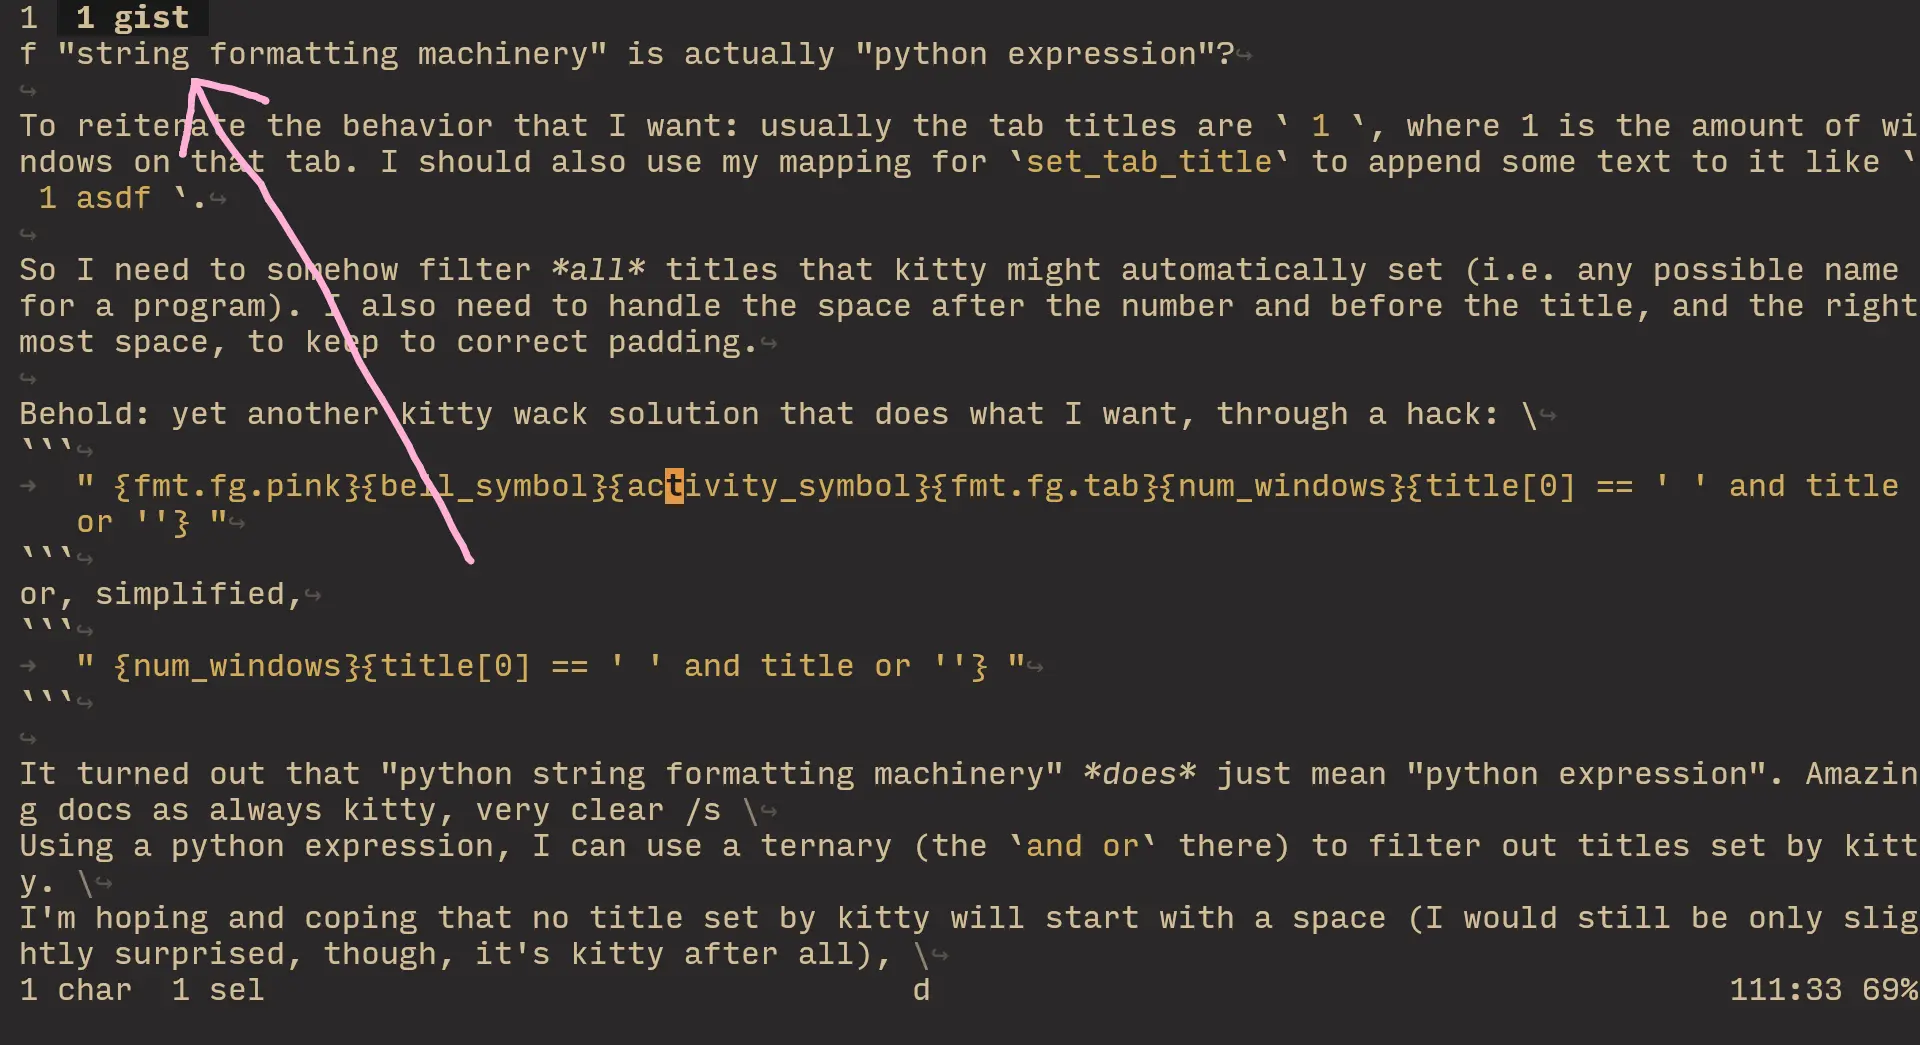 1  1 gist
f "string formatting machinery" is actually "python expression"?↪
↪
To reiterate the behavior that I want: usually the tab titles are ` 1 `, where 1 is the amount of wi
ndows on that tab. I should also use my mapping for `set_tab_title` to append some text to it like `
 1 asdf `.↪
↪
So I need to somehow filter *all* titles that kitty might automatically set (i.e. any possible name
for a program). I also need to handle the space after the number and before the title, and the right
most space, to keep to correct padding.↪
↪
Behold: yet another kitty wack solution that does what I want, through a hack: \↪
```↪
→  " {fmt.fg.pink}{bell_symbol}{activity_symbol}{fmt.fg.tab}{num_windows}{title[0] == ' ' and title
   or ''} "↪
```↪
or, simplified,↪
```↪
→  " {num_windows}{title[0] == ' ' and title or ''} "↪
```↪
↪
It turned out that "python string formatting machinery" *does* just mean "python expression". Amazin
g docs as always kitty, very clear /s \↪
Using a python expression, I can use a ternary (the `and or` there) to filter out titles set by kitt
y. \↪
I'm hoping and coping that no title set by kitty will start with a space (I would still be only slig
htly surprised, though, it's kitty after all), \↪
1 char  1 sel d 111:33 69%